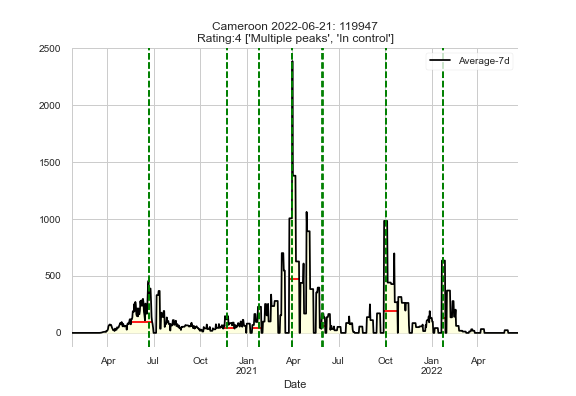 Cameroon 2022-06-21: 119947
Rating:4 ['Multiple peaks', 'In control']
Average-7d
2500
2000
1500
1000
500
0
Apr Jul Oct Jan Apr Jul Oct Jan Apr
2021 2022
Date